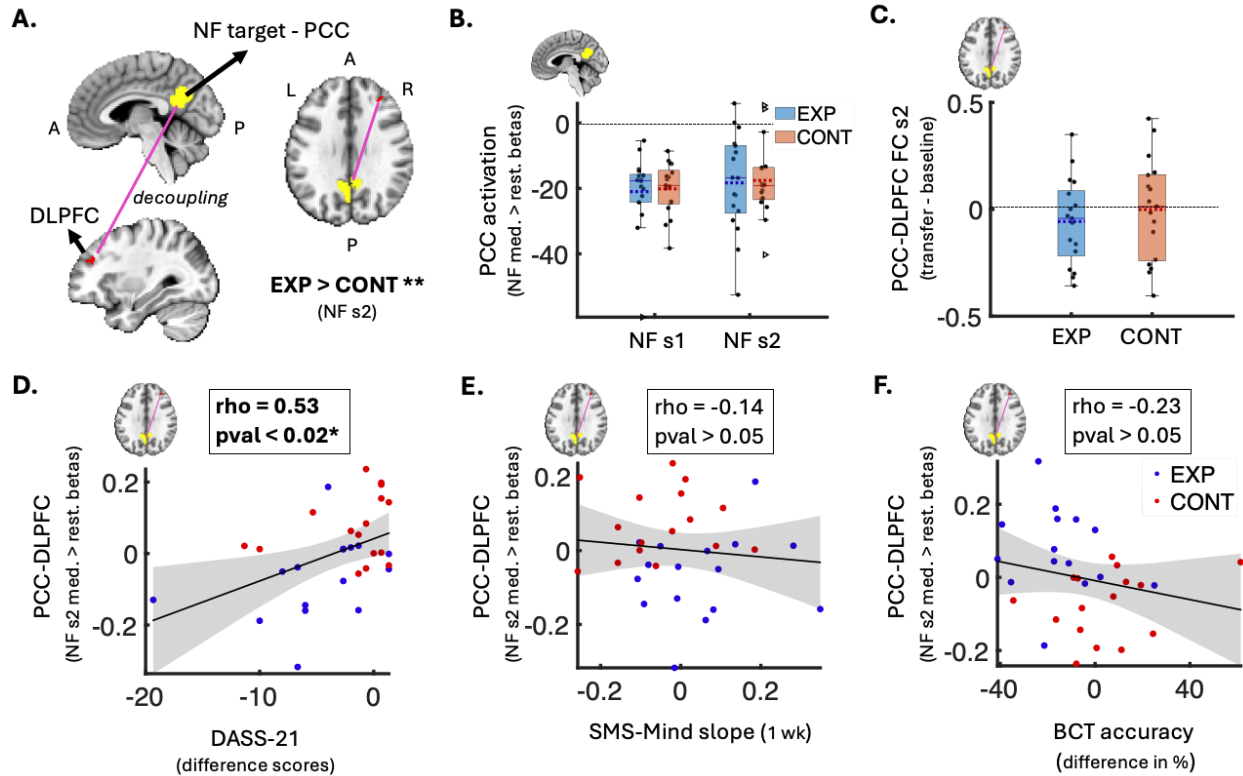 A.
NF target - PCC
A
L
R
A
P
decoupling
DLPFC
P
EXP > CONT **
(NF s2)
B.
PCC activation
(NF med. > rest. betas)
0
-20
-40
EXP
CONT
NF s1
NF s2
C.
PCC-DLPFC FC s2
(transfer - baseline)
0.5
0
-0.5
EXP
CONT
D.
rho = 0.53
pval < 0.02*
PCC-DLPFC
(NF s2 med. > rest. betas)
0.2
0
-0.2
-20
-10
0
DASS-21
(difference scores)
E.
rho = -0.14
pval > 0.05
PCC-DLPFC
(NF s2 med. > rest. betas)
0.2
0
-0.2
-0.2
0
0.2
SMS-Mind slope (1 wk)
F.
rho = -0.23
pval > 0.05
PCC-DLPFC
(NF s2 med. > rest. betas)
0.2
0
-0.2
EXP
CONT
-40
0
40
BCT accuracy
(difference in %)